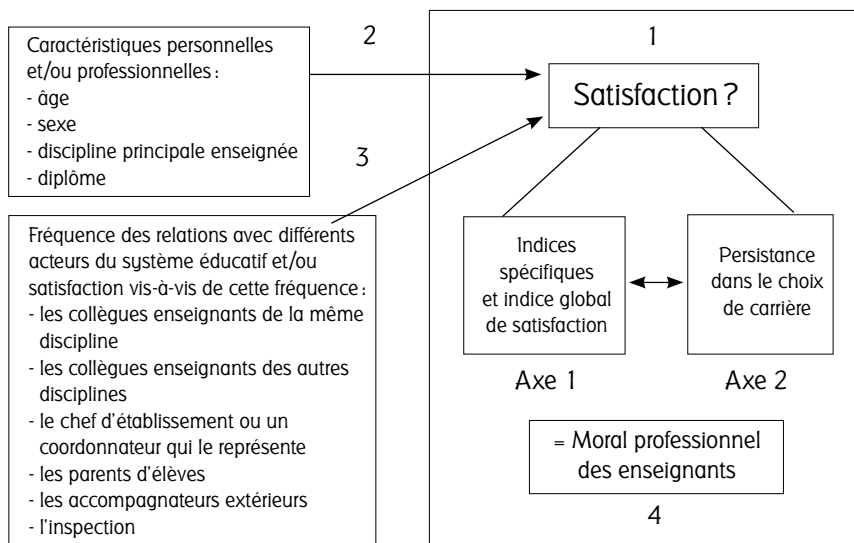 Caractéristiques personnelles
et/ou professionnelles :
- âge
- sexe
- discipline principale enseignée
- diplôme
2
3
Fréquence des relations avec différents
acteurs du système éducatif et/ou
satisfaction vis-à-vis de cette fréquence :
- les collègues enseignants de la même
discipline
- les collègues enseignants des autres
disciplines
- le chef d'établissement ou un
coordonnateur qui le représente
- les parents d'élèves
- les accompagnateurs extérieurs
- l'inspection
1
Satisfaction ?
Indices
spécifiques
et indice global
de satisfaction
Axe 1
Persistance
dans le choix
de carrière
Axe 2
= Moral professionnel
des enseignants
4